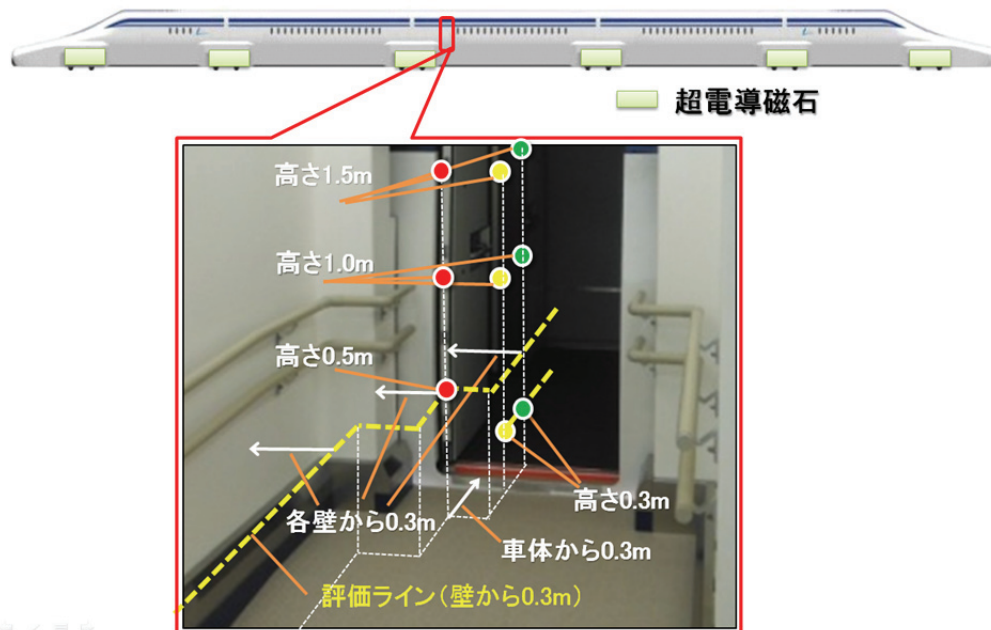 超電導磁石
高さ1.5m
高さ1.0m
高さ0.5m
高さ0.3m
各壁から0.3m
車体から0.3m
評価ライン(壁から0.3m)